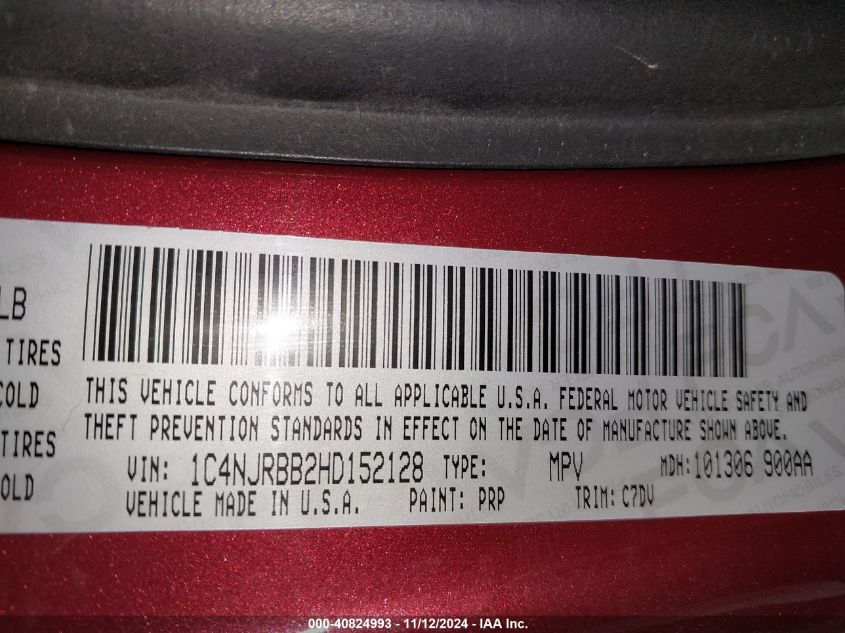 LB
TIRES
COLD
TIRES
COLD
THIS VEHICLE CONFORMS TO ALL APPLICABLE U.S.A. FEDERAL MOTOR VEHICLE SAFETY AND
THEFT PREVENTION STANDARDS IN EFFECT ON THE DATE OF MANUFACTURE SHOWN ABOVE.
VIN: 1C4NJRBB2HD152128 TYPE: MPV MDH: 101306 900AA
VEHICLE MADE IN U.S.A. PAINT: PRP TRIM: C7DV
000-40824993 - 11/12/2024 - IAA Inc.